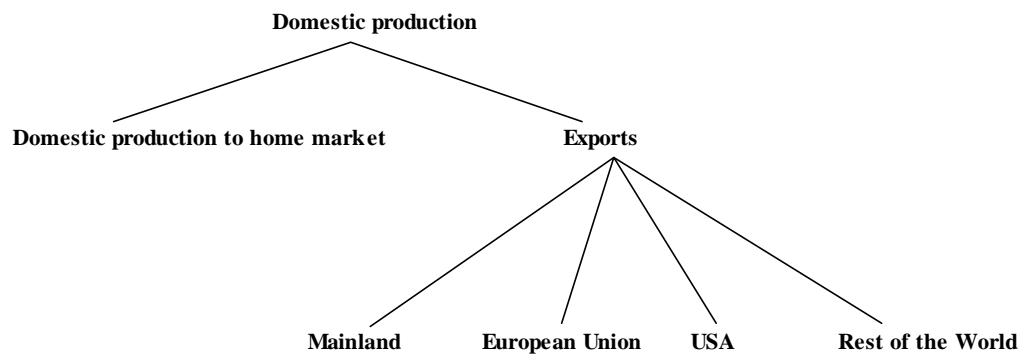 Domestic production
Domestic production to home market
Exports
Mainland
European Union
USA
Rest of the World